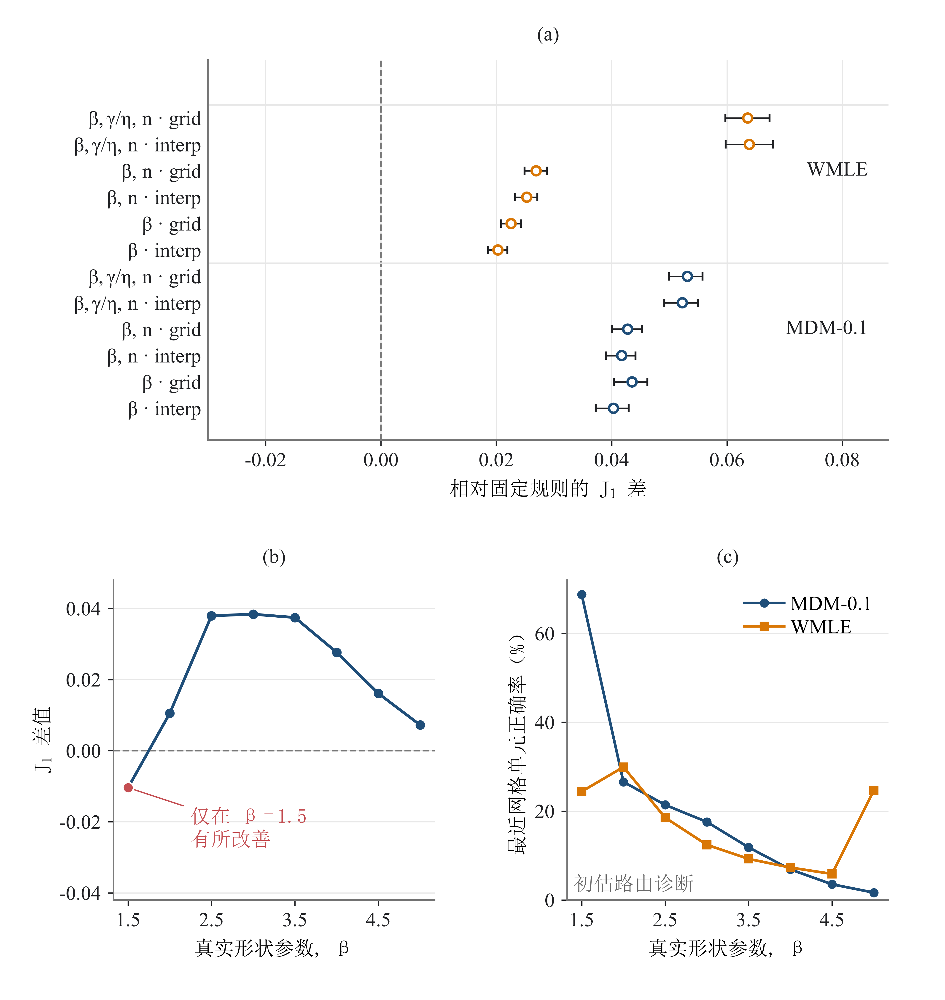 (a)
β, γ/η, n · grid
β, γ/η, n · interp
β, n · grid
β, n · interp
β · grid
β · interp
WMLE
β, γ/η, n · grid
β, γ/η, n · interp
β, n · grid
β, n · interp
β · grid
β · interp
MDM-0.1
-0.02 0.00 0.02 0.04 0.06 0.08
相对固定规则的 J₁ 差
(b)
J₁ 差值
0.04
0.02
0.00
-0.02
-0.04
仅在 β=1.5
有所改善
1.5 2.5 3.5 4.5
真实形状参数, β
(c)
最近网格单元正确率 (%)
MDM-0.1
WMLE
60
40
20
0
初估路由诊断
1.5 2.5 3.5 4.5
真实形状参数, β